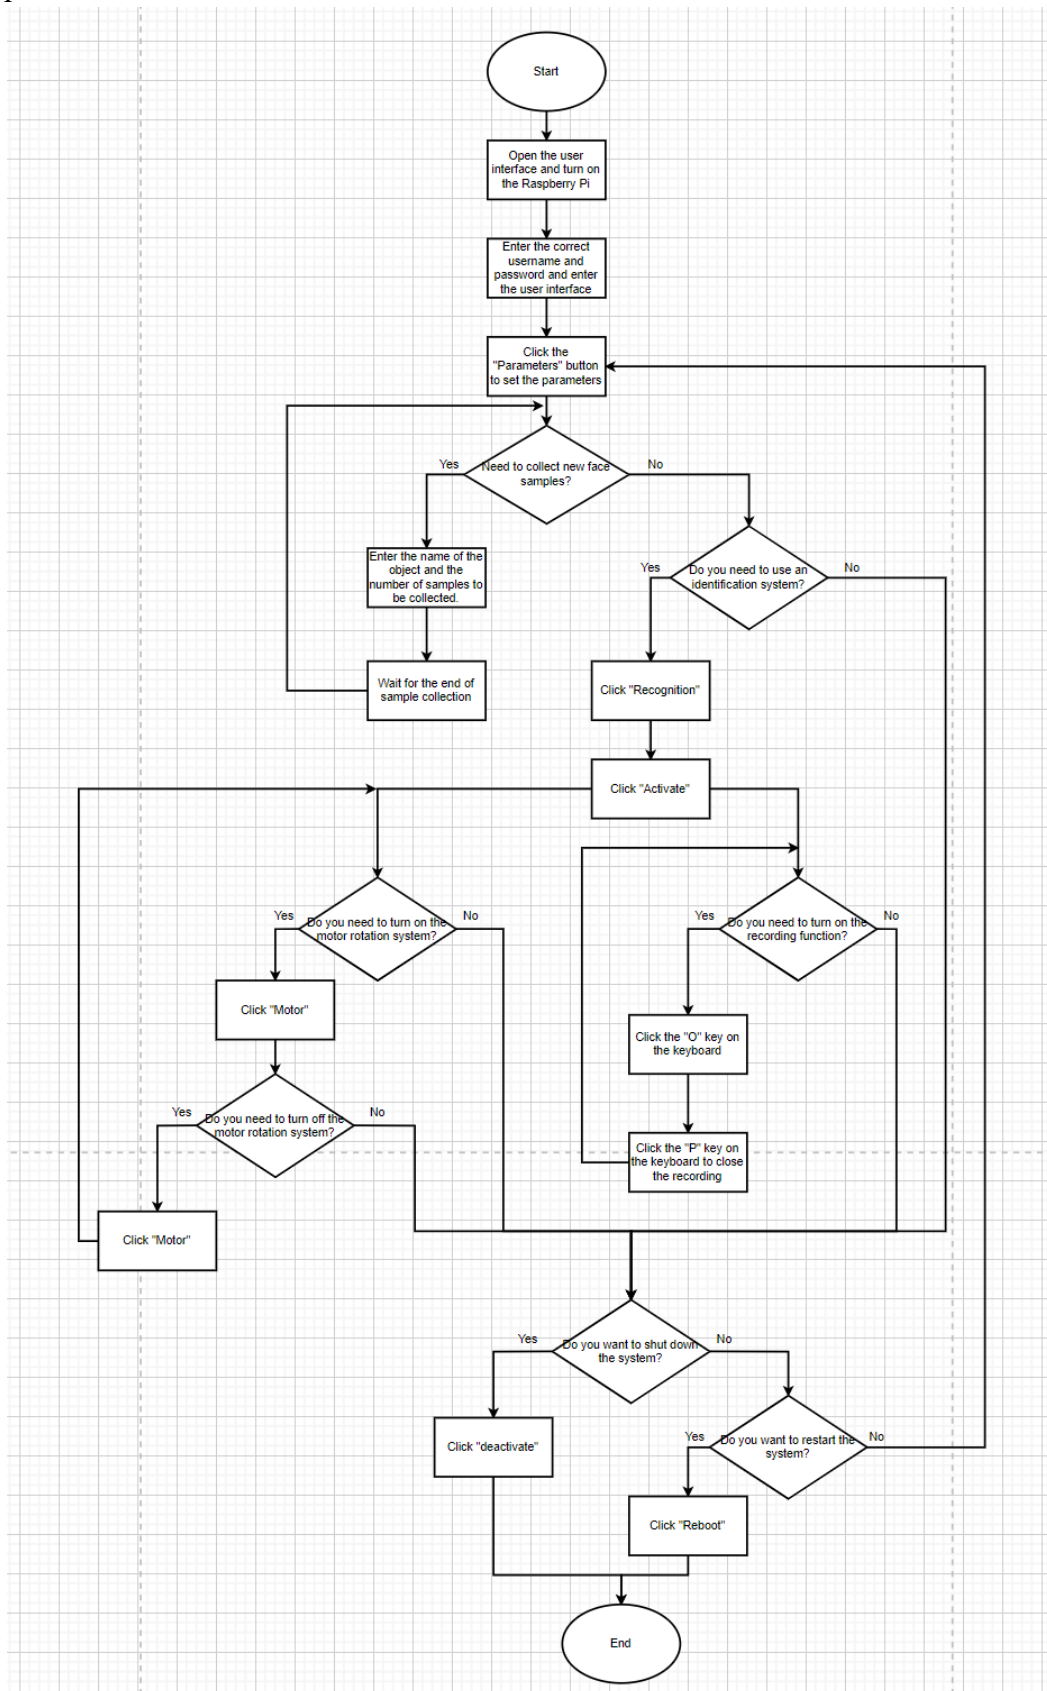 Start
Open the user
interface and turn on
the Raspberry Pi
Enter the correct
username and
password and enter
the user interface
Click the
"Parameters" button
to set the parameters
Yes
Need to collect new face
samples?
No
Enter the name of the
object and the
number of samples to
be collected.
Yes
Do you need to use an
identification system?
No
Wait for the end of
sample collection
Click "Recognition"
Click "Activate"
Yes
Do you need to turn on the
motor rotation system?
No
Yes
Do you need to turn on the
recording function?
No
Click "Motor"
Click the "O" key on
the keyboard
Yes
Do you need to turn off the
motor rotation system?
No
Click the "P" key on
the keyboard to close
the recording
Click "Motor"
Yes
Do you want to shut down
the system?
No
Click "deactivate"
Yes
Do you want to restart the
system?
No
Click "Reboot"
End